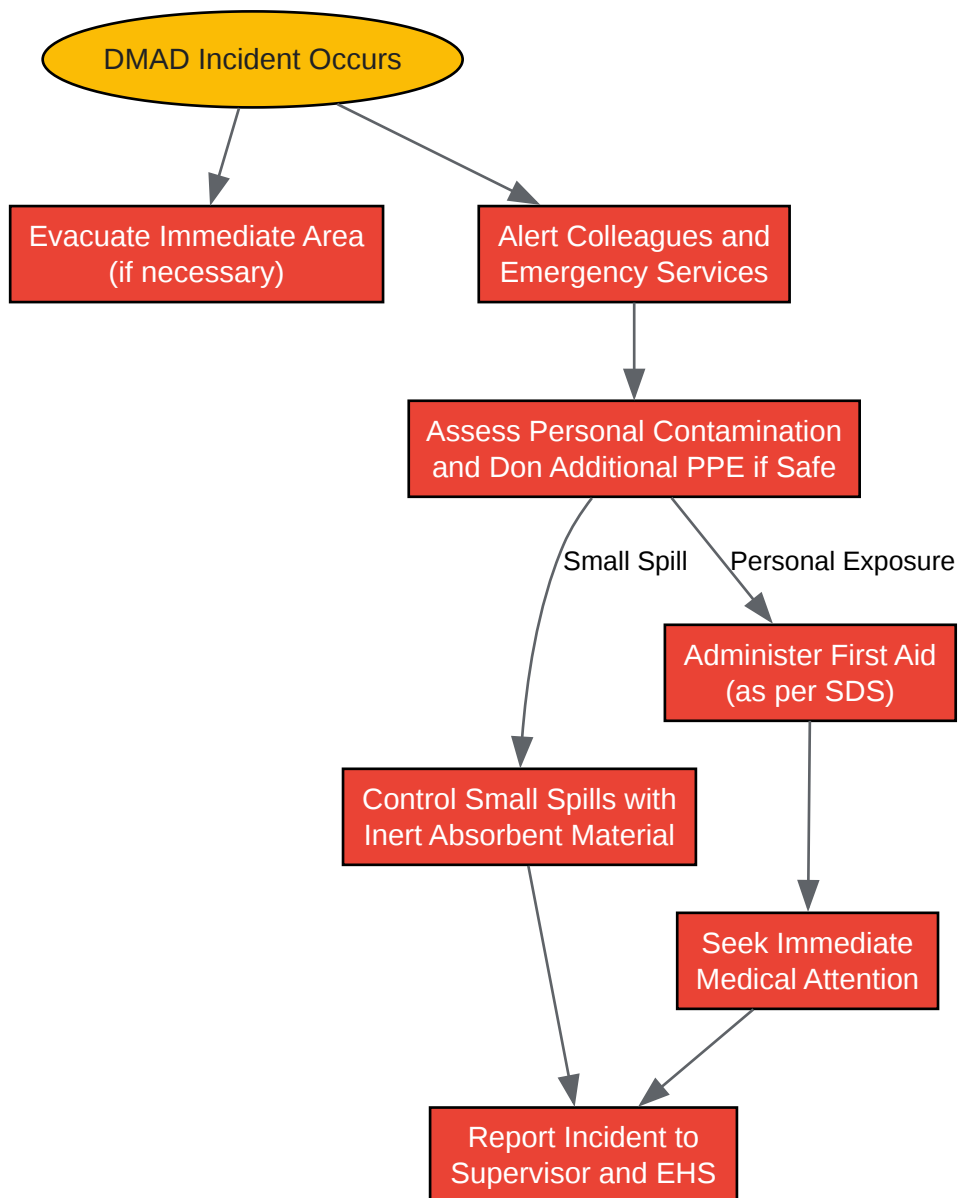 DMAD Incident Occurs
Evacuate Immediate Area
(if necessary)
Alert Colleagues and
Emergency Services
Assess Personal Contamination
and Don Additional PPE if Safe
Small Spill
Personal Exposure
Administer First Aid
(as per SDS)
Control Small Spills with
Inert Absorbent Material
Seek Immediate
Medical Attention
Report Incident to
Supervisor and EHS